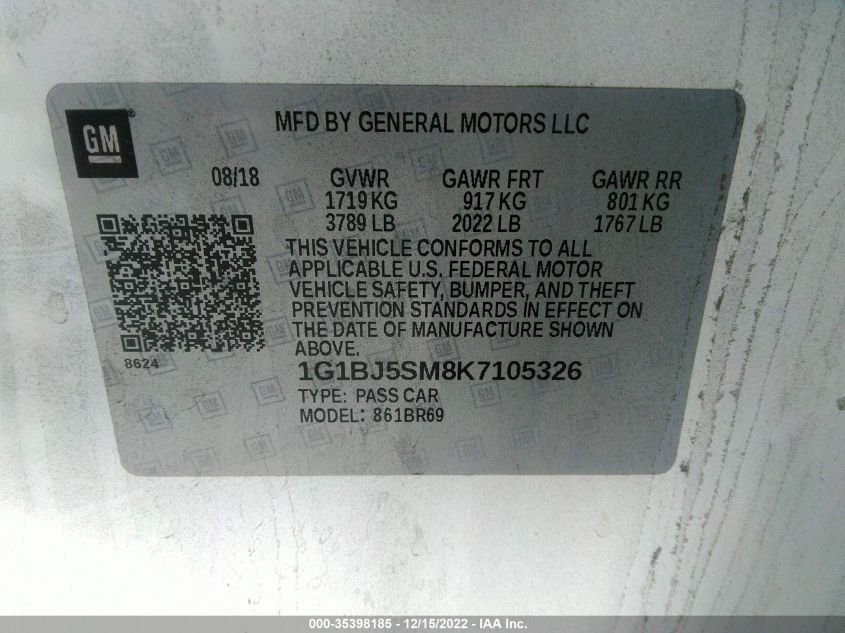 GM®
MFD BY GENERAL MOTORS LLC
08/18 GVWR GAWR FRT GAWR RR
1719 KG 917 KG 801 KG
3789 LB 2022 LB 1767 LB
THIS VEHICLE CONFORMS TO ALL
APPLICABLE U.S. FEDERAL MOTOR
VEHICLE SAFETY, BUMPER, AND THEFT
PREVENTION STANDARDS IN EFFECT ON
THE DATE OF MANUFACTURE SHOWN
ABOVE.
8624
1G1BJ5SM8K7105326
TYPE: PASS CAR
MODEL: 861BR69
000-35398185 - 12/15/2022 - IAA Inc.